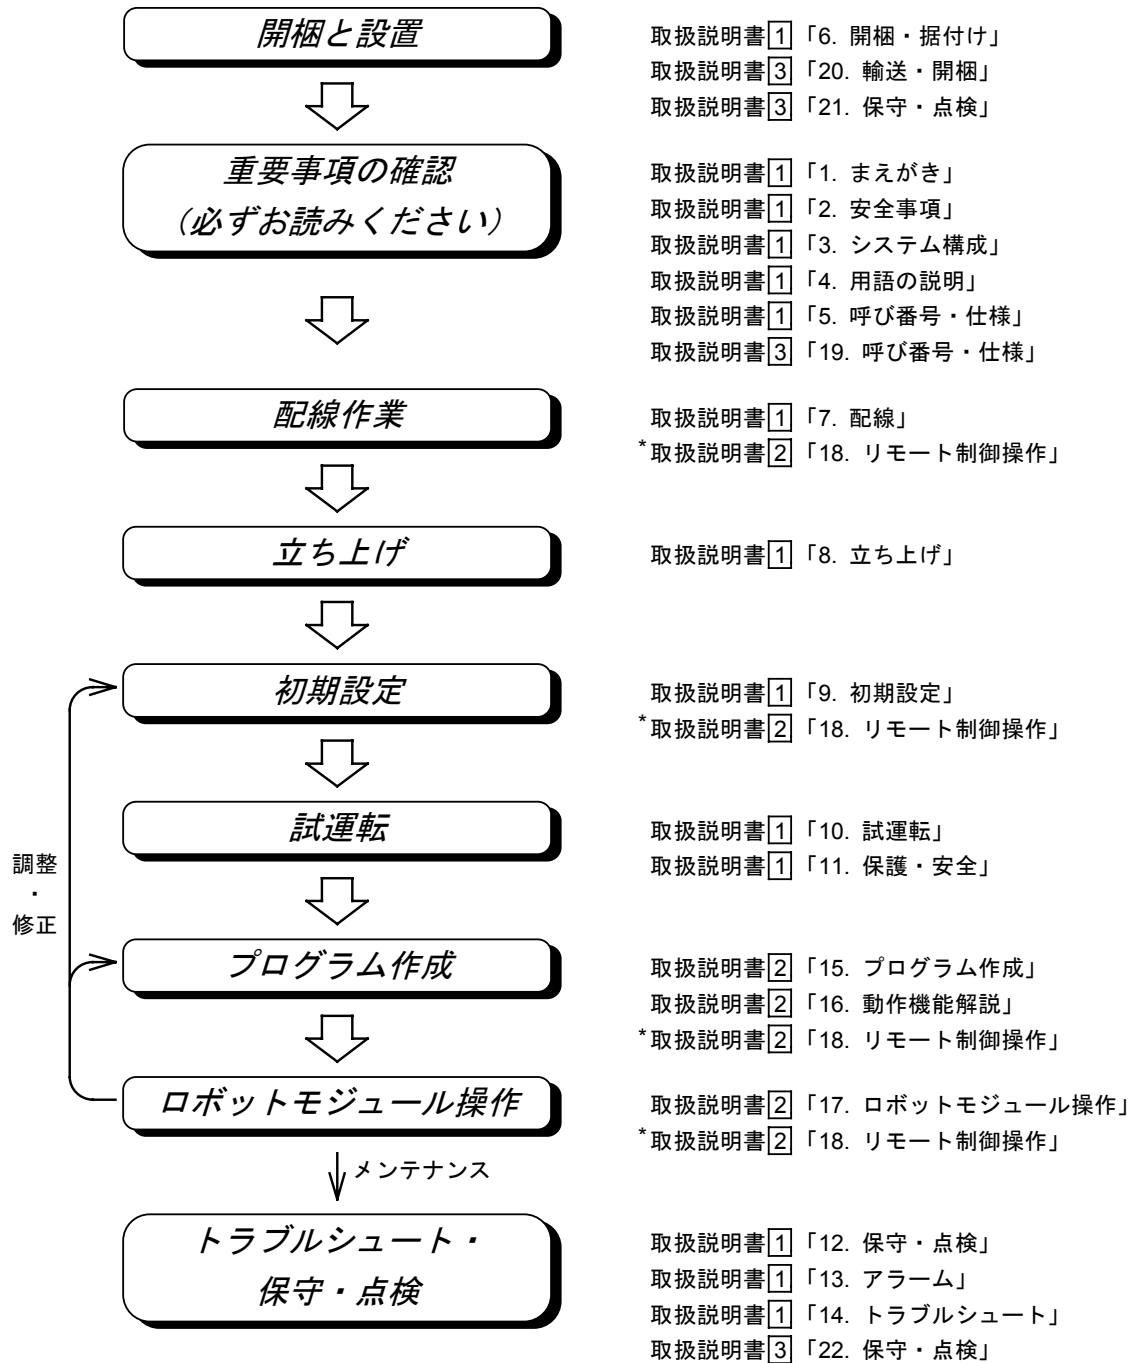 開梱と設置
取扱説明書1「6. 開梱・据付け」
取扱説明書3「20. 輸送・開梱」
取扱説明書3「21. 保守・点検」
重要事項の確認
(必ずお読みください)
取扱説明書1「1. まえがき」
取扱説明書1「2. 安全事項」
取扱説明書1「3. システム構成」
取扱説明書1「4. 用語の説明」
取扱説明書1「5. 呼び番号・仕様」
取扱説明書3「19. 呼び番号・仕様」
配線作業
取扱説明書1「7. 配線」
*取扱説明書2「18. リモート制御操作」
立ち上げ
取扱説明書1「8. 立ち上げ」
初期設定
取扱説明書1「9. 初期設定」
*取扱説明書2「18. リモート制御操作」
試運転
取扱説明書1「10. 試運転」
取扱説明書1「11. 保護・安全」
調整
・
修正
プログラム作成
取扱説明書2「15. プログラム作成」
取扱説明書2「16. 動作機能解説」
*取扱説明書2「18. リモート制御操作」
ロボットモジュール操作
取扱説明書2「17. ロボットモジュール操作」
*取扱説明書2「18. リモート制御操作」
メンテナンス
トラブルシュート・
保守・点検
取扱説明書1「12. 保守・点検」
取扱説明書1「13. アラーム」
取扱説明書1「14. トラブルシュート」
取扱説明書3「22. 保守・点検」